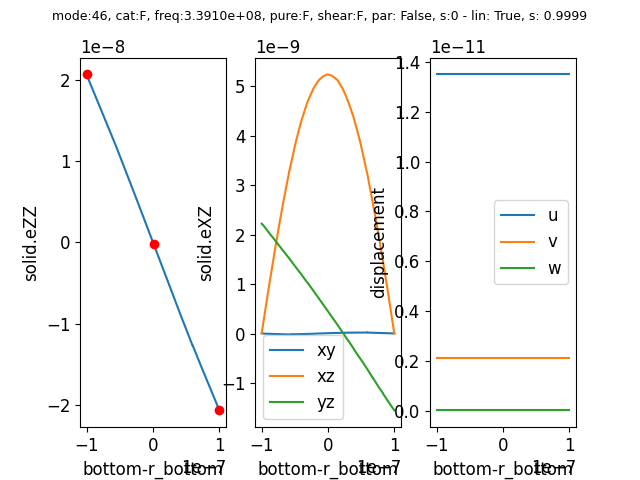 mode:46, cat:F, freq:3.3910e+08, pure:F, shear:F, par: False, s:0 - lin: True, s: 0.9999
1e−8
1e−9
1e−11
solid.eZZ
2
1
0
−1
−2
−1
0
1
1e−7
bottom-r_bottom
solid.eXZ
5
4
3
2
1
0
−1
xy
xz
yz
−1
0
1
1e−7
bottom-r_bottom
displacement
1.4
1.2
1.0
0.8
0.6
0.4
0.2
0.0
u
v
w
−1
0
1
1e−7
bottom-r_bottom